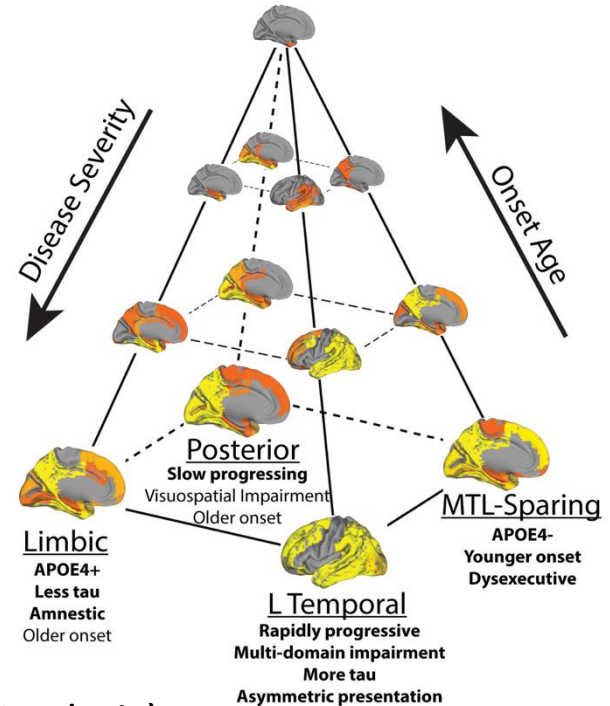 Disease Severity
Onset Age
Posterior
Slow progressing
Visuospatial Impairment
Older onset
MTL-Sparing
APOE4-
Younger onset
Dysexecutive
Limbic
APOE4+
Less tau
Amnestic
Older onset
L Temporal
Rapidly progressive
Multi-domain impairment
More tau
Asymmetric presentation